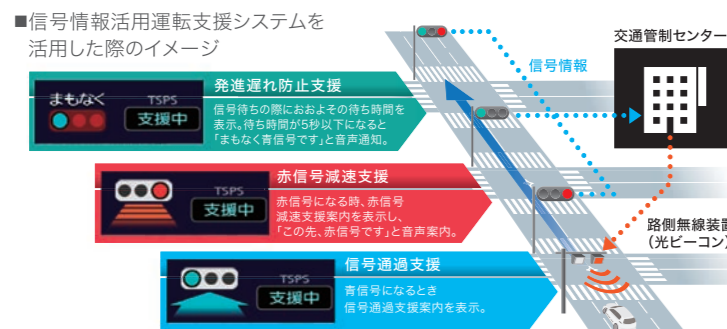 ■信号情報活用運転支援システムを
活用した際のイメージ
交通管制センター
信号情報
発進遅れ防止支援
まもなく
TSPS
支援中
信号待ちの際におおよその待ち時間を
表示。待ち時間が5秒以下になると
「まもなく青信号です」と音声通知。
赤信号減速支援
TSPS
支援中
赤信号になる時、赤信号
減速支援案内を表示し、
「この先、赤信号です」と音声案内。
路側無線装置
(光ビーコン)
信号通過支援
TSPS
支援中
青信号になるとき
信号通過支援案内を表示。